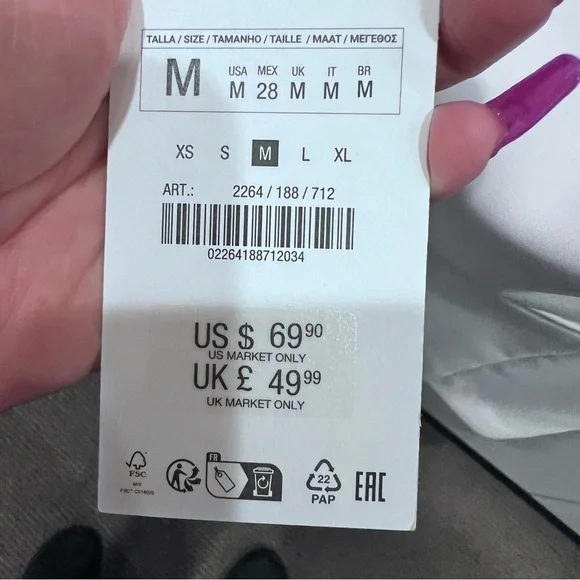 TALLA / SIZE / TAMANHO / TAILLE / MAAT / ΜΕΓΕΘΟΣ
M
USA MEX UK IT BR
M 28 M M M
XS S M L XL
ART.: 2264 / 188 / 712
02264188712034
US $ 69.90
US MARKET ONLY
UK £ 49.99
UK MARKET ONLY
FSC
MIX
FR
22
PAP
EAC